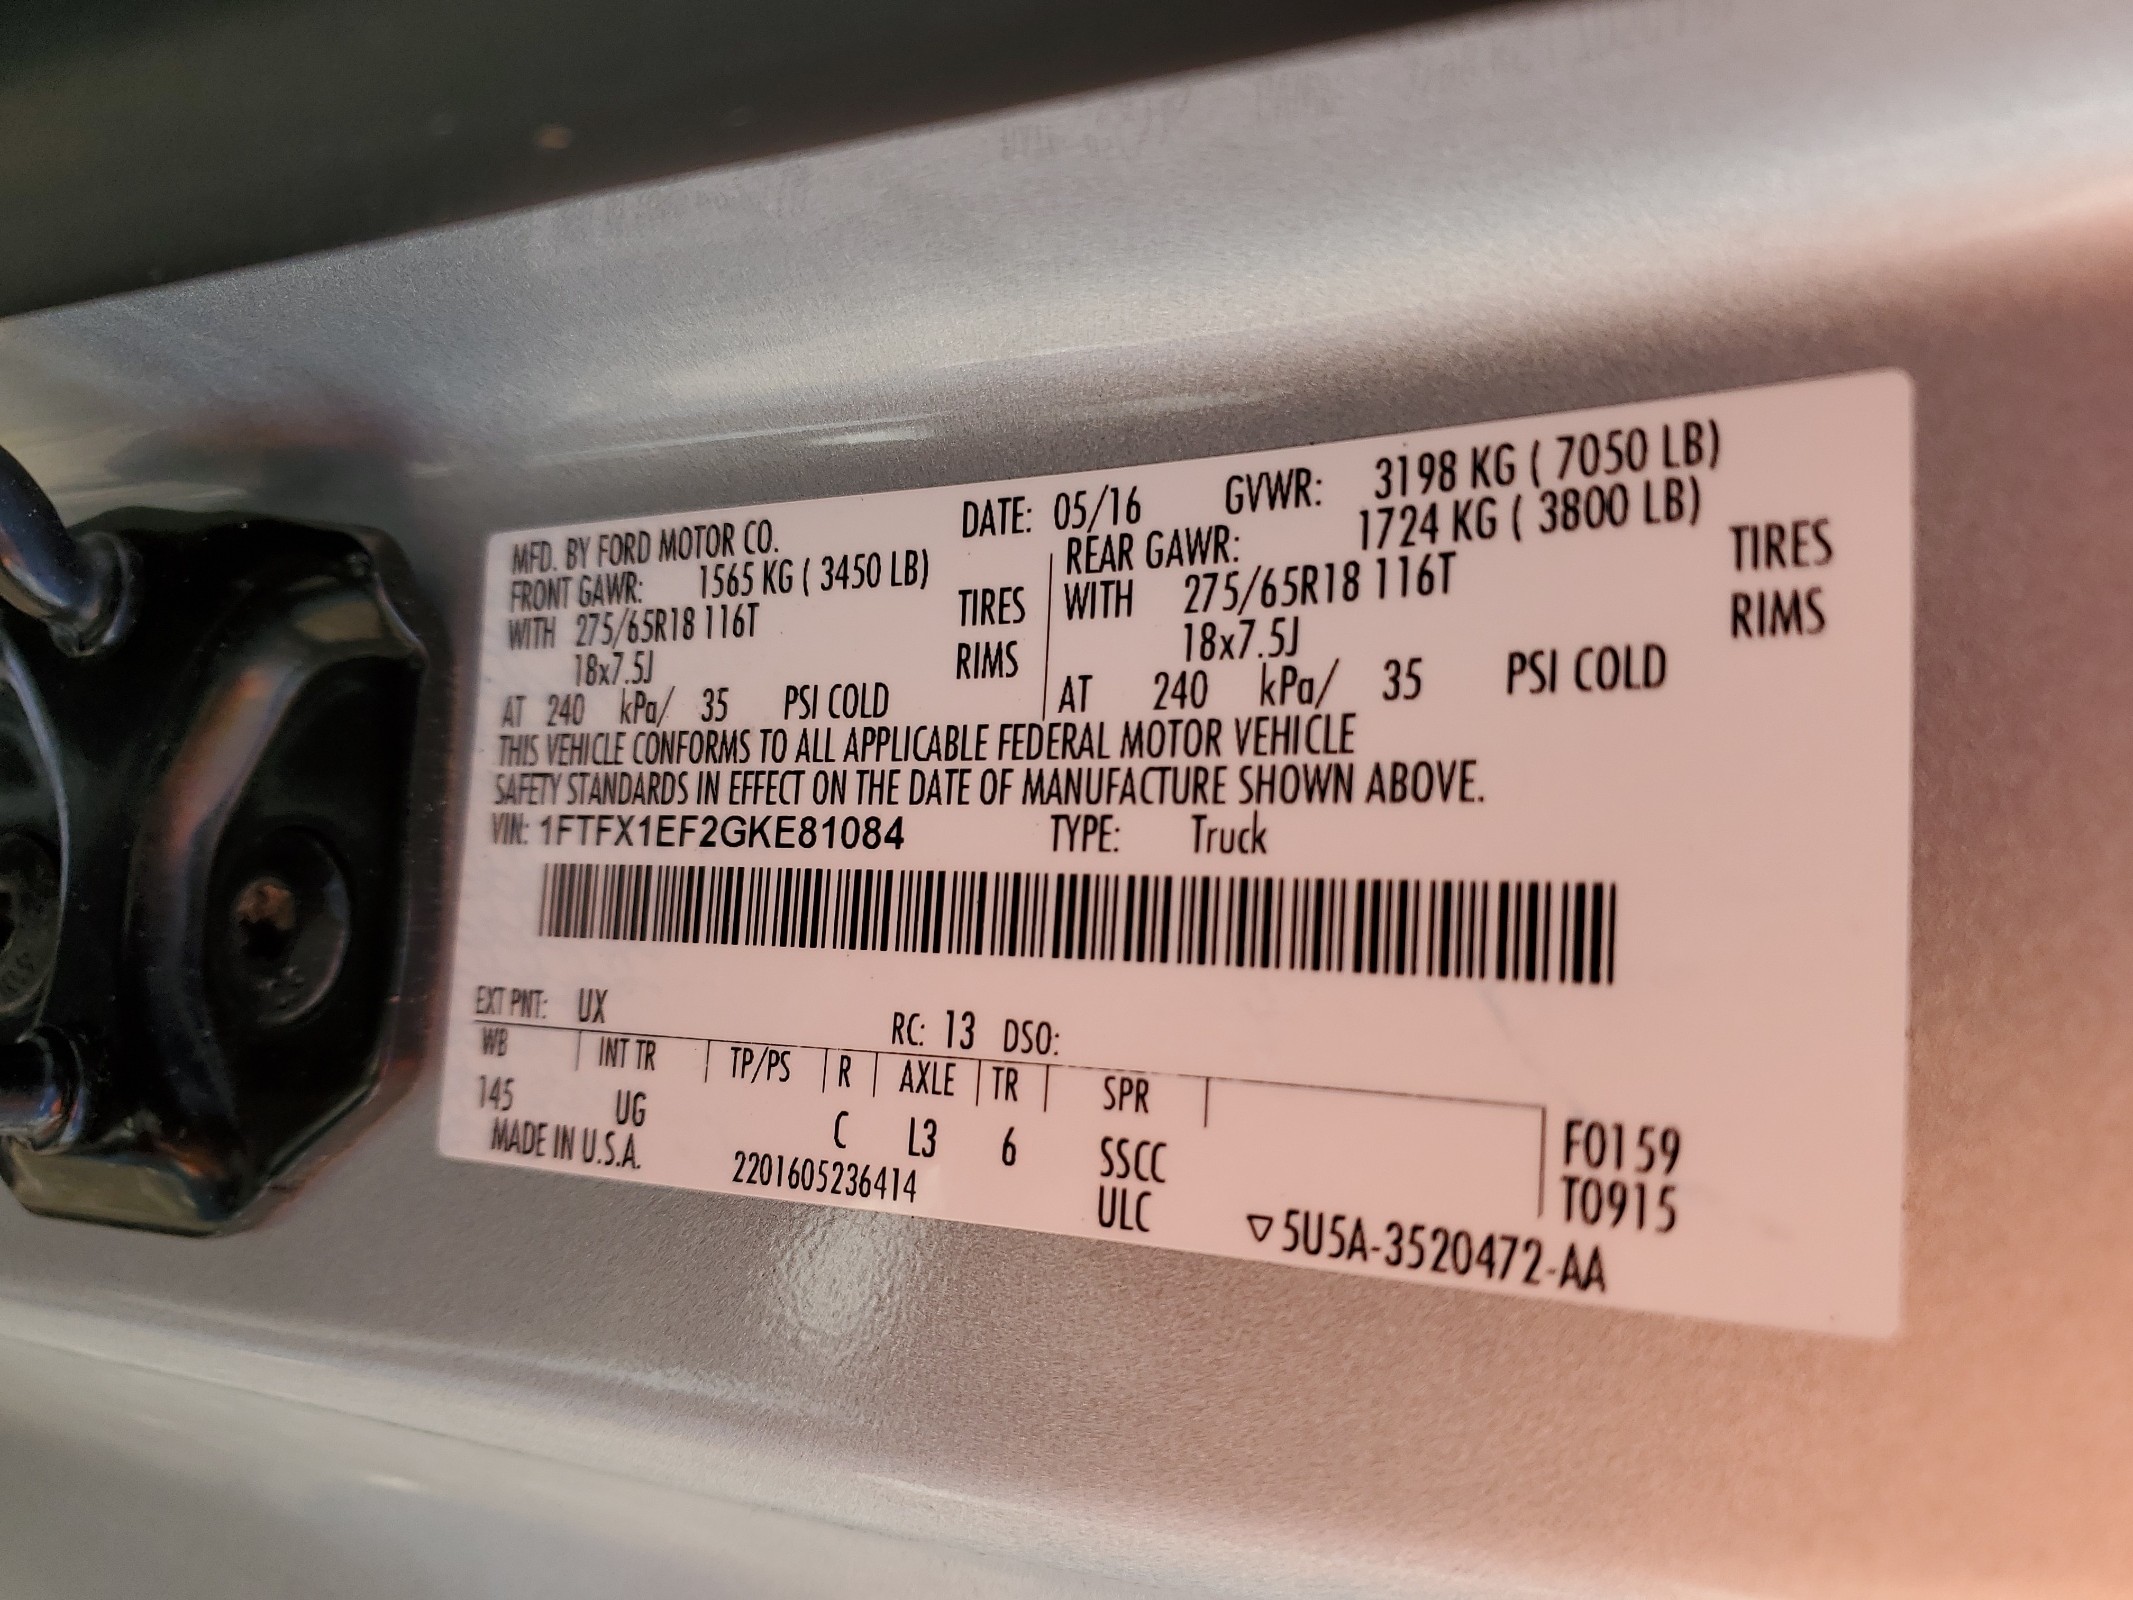 MFD. BY FORD MOTOR CO. DATE: 05/16 GVWR: 3198 KG ( 7050 LB)
FRONT GAWR: 1565 KG ( 3450 LB) REAR GAWR: 1724 KG ( 3800 LB)
WITH 275/65R18 116T TIRES WITH 275/65R18 116T TIRES
18x7.5J RIMS 18x7.5J RIMS
AT 240 kPa/ 35 PSI COLD AT 240 kPa/ 35 PSI COLD
THIS VEHICLE CONFORMS TO ALL APPLICABLE FEDERAL MOTOR VEHICLE
SAFETY STANDARDS IN EFFECT ON THE DATE OF MANUFACTURE SHOWN ABOVE.
VIN: 1FTFX1EF2GKE81084 TYPE: Truck
EXT PNT: UX RC: 13 DSO:
WB INT TR TP/PS R AXLE TR SPR
145 UG C L3 6 SSCC F0159
MADE IN U.S.A. 2201605236414 ULC T0915
▽5U5A-3520472-AA